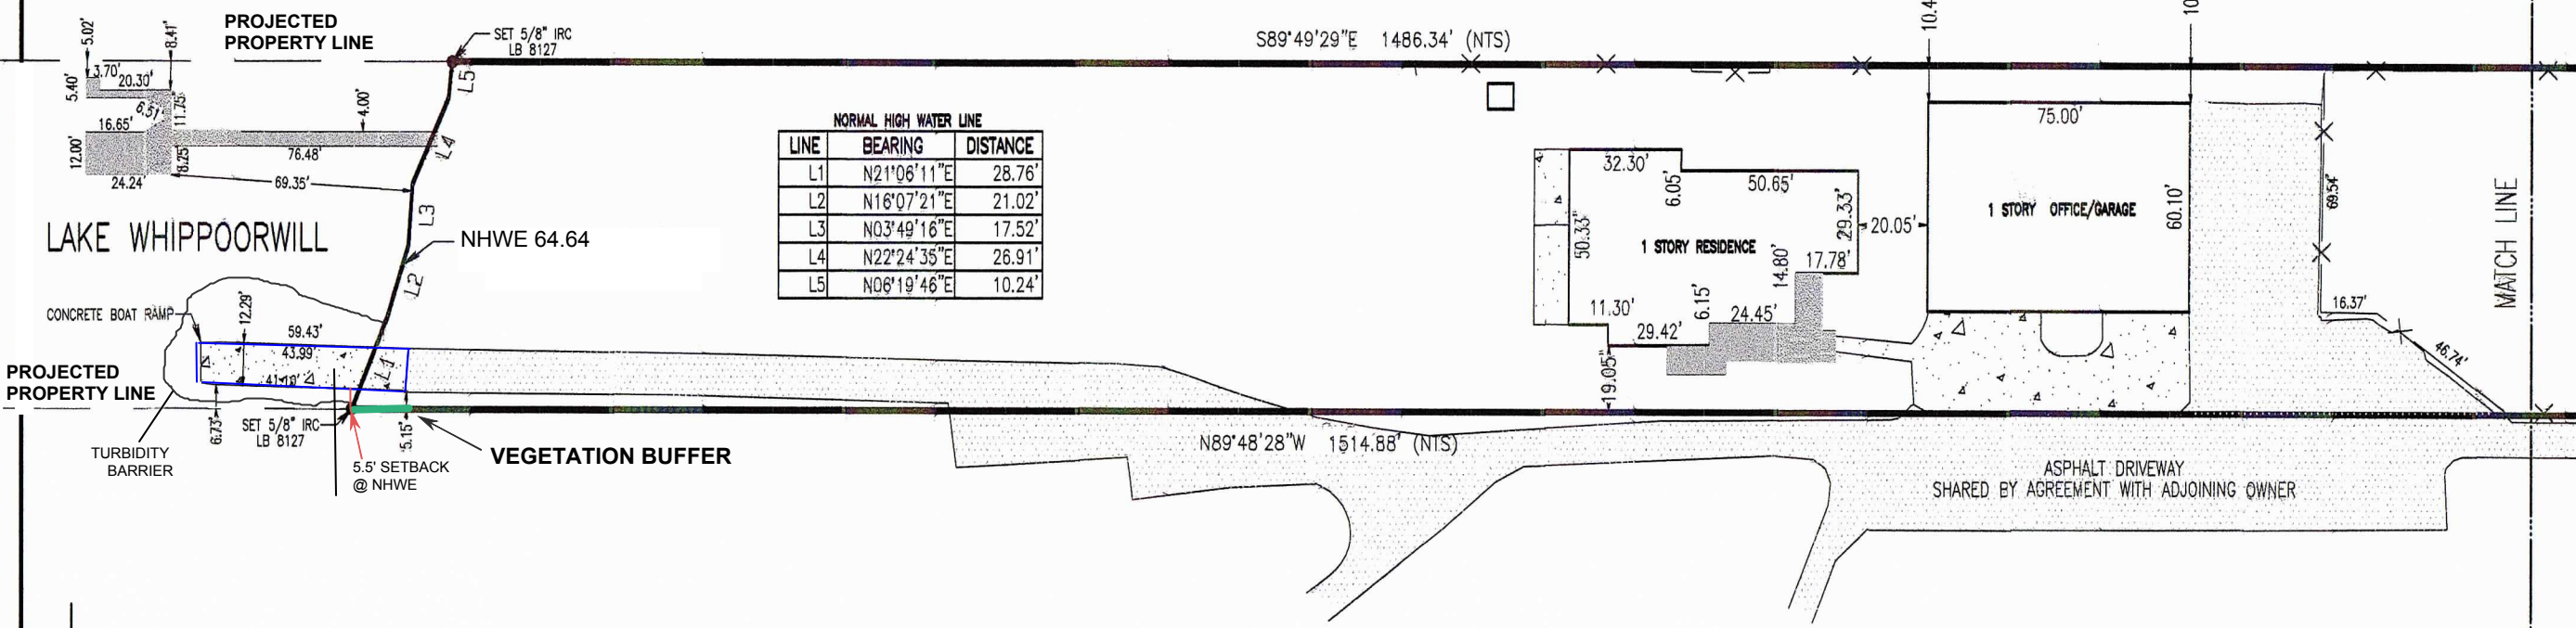 PROJECTED
PROPERTY LINE
SET 5/8" IRC
LB 8127
S89°49'29"E 1486.34' (NTS)
10.4
10
5.02'
8.41'
5.40'
3.70'
20.30'
6.51'
11.75'
4.00'
L5
16.65'
12.00'
8.25'
76.48'
L4
24.24'
69.35'
L3
LAKE WHIPPOORWILL
NHWE 64.64
L2
NORMAL HIGH WATER LINE
LINE BEARING DISTANCE
L1 N21°06'11"E 28.76'
L2 N16°07'21"E 21.02'
L3 N03°49'16"E 17.52'
L4 N22°24'35"E 26.91'
L5 N06°19'46"E 10.24'
32.30'
6.05'
50.65'
50.33"
29.33'
1 STORY RESIDENCE
14.80'
17.78'
11.30'
6.15'
24.45'
29.42'
19.05"
20.05'
75.00'
1 STORY OFFICE/GARAGE
60.10'
69.54"
16.37'
46.74'
MATCH LINE
CONCRETE BOAT RAMP
12.29'
59.43'
43.99'
L1
PROJECTED
PROPERTY LINE
6.73'
SET 5/8" IRC
LB 8127
5.15'
TURBIDITY
BARRIER
5.5' SETBACK
@ NHWE
VEGETATION BUFFER
N89°48'28"W 1514.88' (NTS)
ASPHALT DRIVEWAY
SHARED BY AGREEMENT WITH ADJOINING OWNER